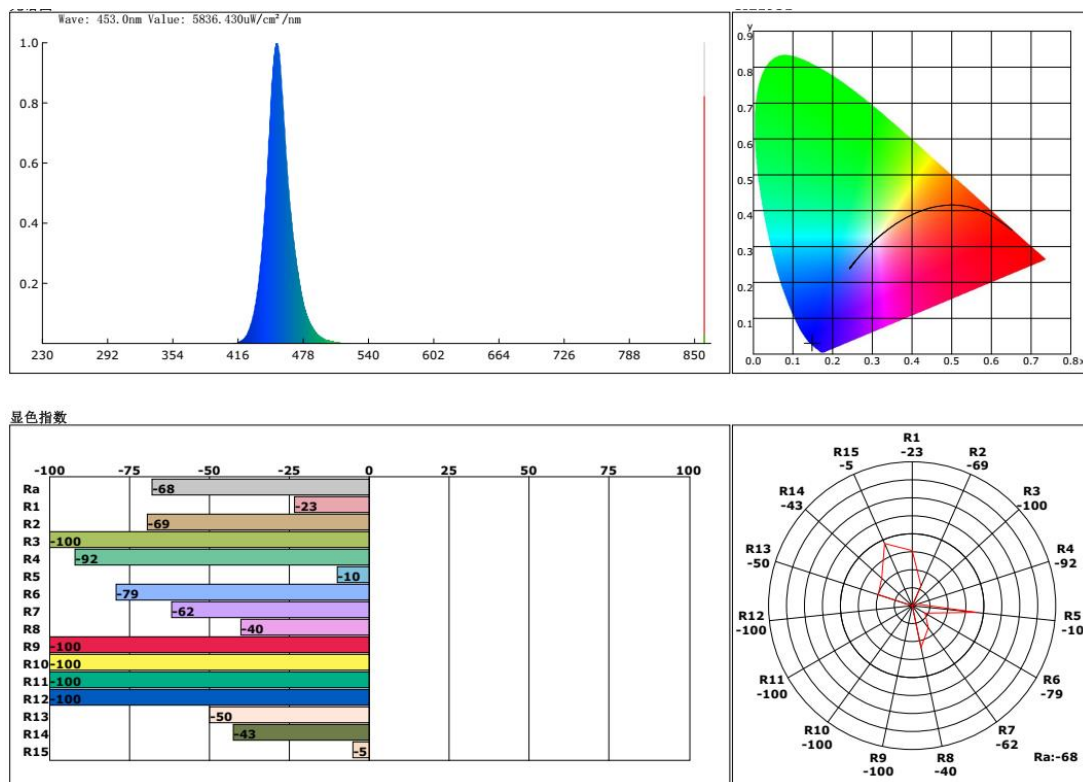 Wave: 453.0nm Value: 5836.430uW/cm²/nm
1.0
0.8
0.6
0.4
0.2
230 292 354 416 478 540 602 664 726 788 850
y
0.9
0.8
0.7
0.6
0.5
0.4
0.3
0.2
0.1
0.0 0.1 0.2 0.3 0.4 0.5 0.6 0.7 0.8x
显色指数
-100 -75 -50 -25 0 25 50 75 100
Ra -68
R1 -23
R2 -69
R3 -100
R4 -92
R5 -10
R6 -79
R7 -62
R8 -40
R9 -100
R10 -100
R11 -100
R12 -100
R13 -50
R14 -43
R15 -5
R1
-23
R2
-69
R3
-100
R4
-92
R5
-10
R6
-79
R7
-62
R8
-40
R9
-100
R10
-100
R11
-100
R12
-100
R13
-50
R14
-43
R15
-5
Ra:-68